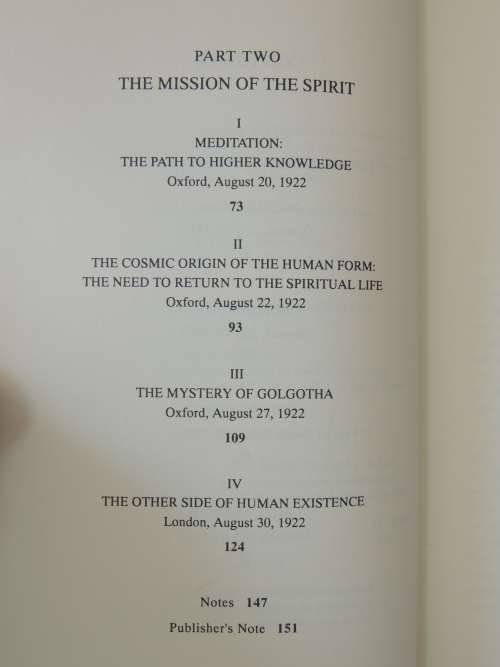 PART TWO
THE MISSION OF THE SPIRIT
I
MEDITATION:
THE PATH TO HIGHER KNOWLEDGE
Oxford, August 20, 1922
73
II
THE COSMIC ORIGIN OF THE HUMAN FORM:
THE NEED TO RETURN TO THE SPIRITUAL LIFE
Oxford, August 22, 1922
93
III
THE MYSTERY OF GOLGOTHA
Oxford, August 27, 1922
109
IV
THE OTHER SIDE OF HUMAN EXISTENCE
London, August 30, 1922
124
Notes 147
Publisher's Note 151